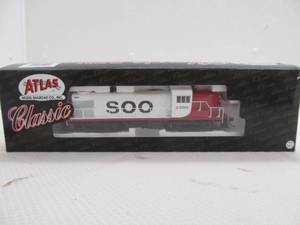 ATLAS
MODEL RAILROAD CO., INC.
Classic
SOO